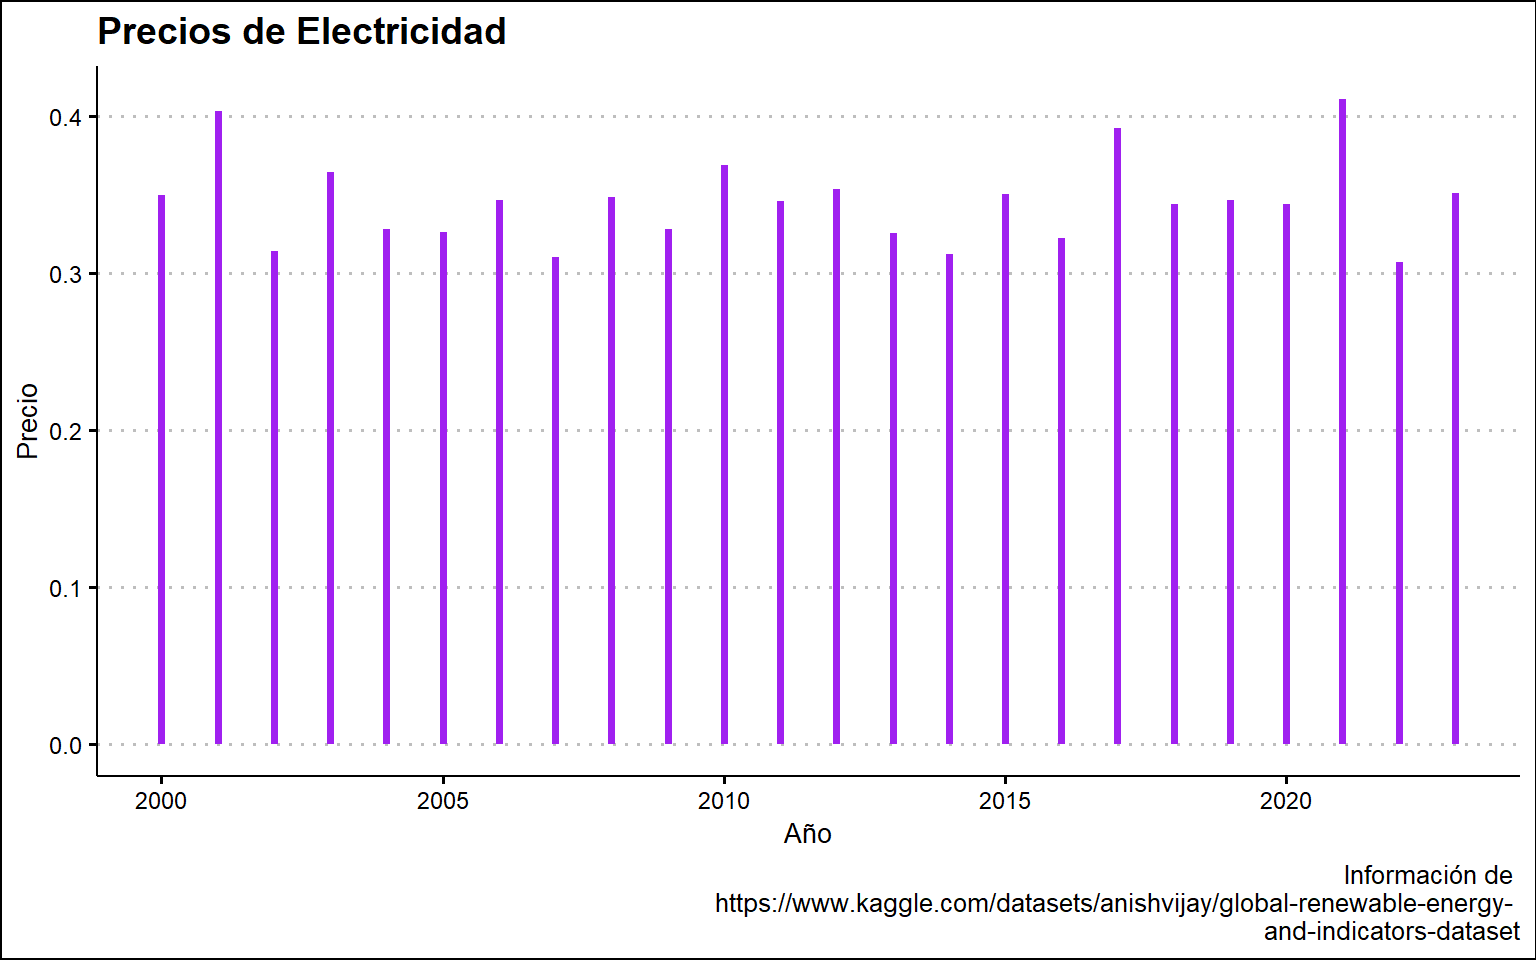 Precios de Electricidad
0.4
0.3
0.2
0.1
0.0
Precio
2000 2005 2010 2015 2020
Año
Información de
https://www.kaggle.com/datasets/anishvijay/global-renewable-energy-
and-indicators-dataset